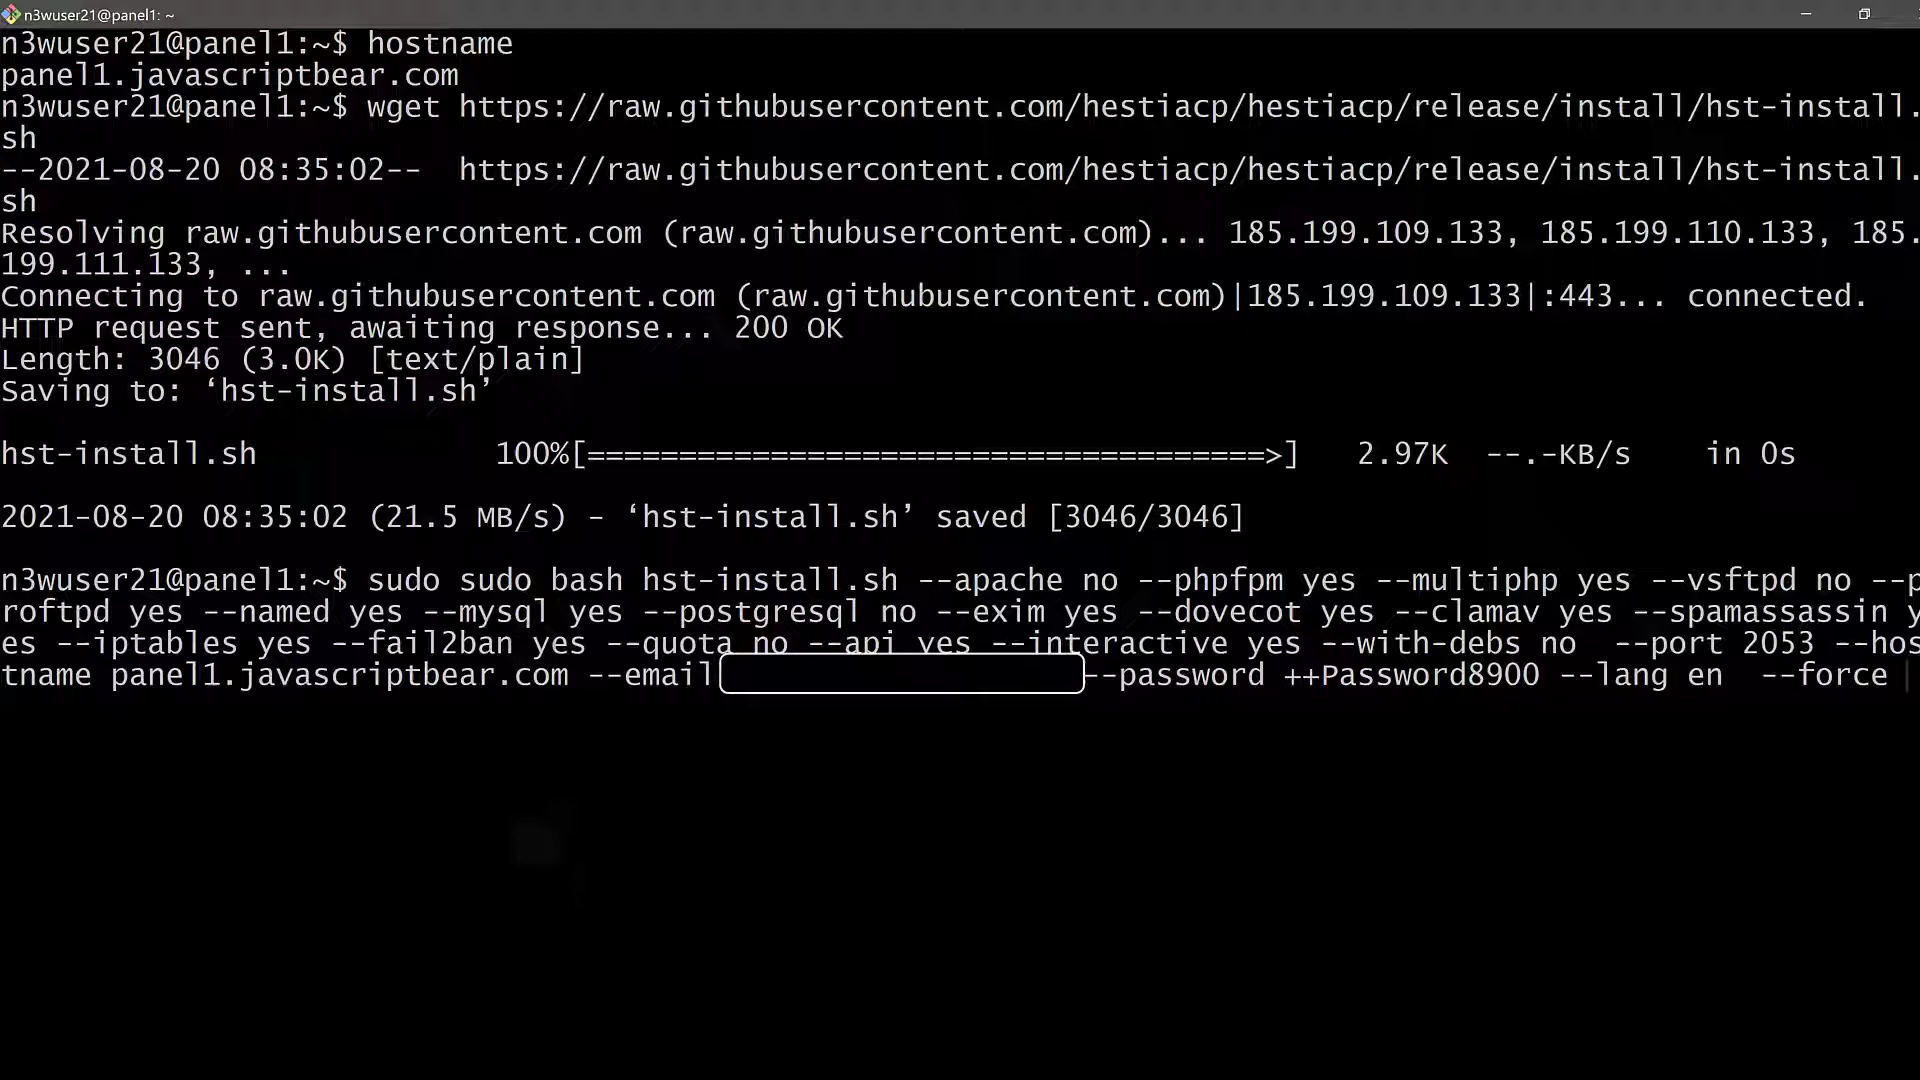 n3wuser21@panel1: ~
n3wuser21@panel1:~$ hostname
panel1.javascriptbear.com
n3wuser21@panel1:~$ wget https://raw.githubusercontent.com/hestiacp/hestiacp/release/install/hst-install.
sh
--2021-08-20 08:35:02--  https://raw.githubusercontent.com/hestiacp/hestiacp/release/install/hst-install.
sh
Resolving raw.githubusercontent.com (raw.githubusercontent.com)... 185.199.109.133, 185.199.110.133, 185.
199.111.133, ...
Connecting to raw.githubusercontent.com (raw.githubusercontent.com)|185.199.109.133|:443... connected.
HTTP request sent, awaiting response... 200 OK
Length: 3046 (3.0K) [text/plain]
Saving to: ‘hst-install.sh’
hst-install.sh             100%[=====================================>]   2.97K  --.-KB/s    in 0s
2021-08-20 08:35:02 (21.5 MB/s) - ‘hst-install.sh’ saved [3046/3046]
n3wuser21@panel1:~$ sudo sudo bash hst-install.sh --apache no --phpfpm yes --multiphp yes --vsftpd no --p
roftpd yes --named yes --mysql yes --postgresql no --exim yes --dovecot yes --clamav yes --spamassassin y
es --iptables yes --fail2ban yes --quota no --api yes --interactive yes --with-debs no  --port 2053 --hos
tname panel1.javascriptbear.com --email --password ++Password8900 --lang en  --force